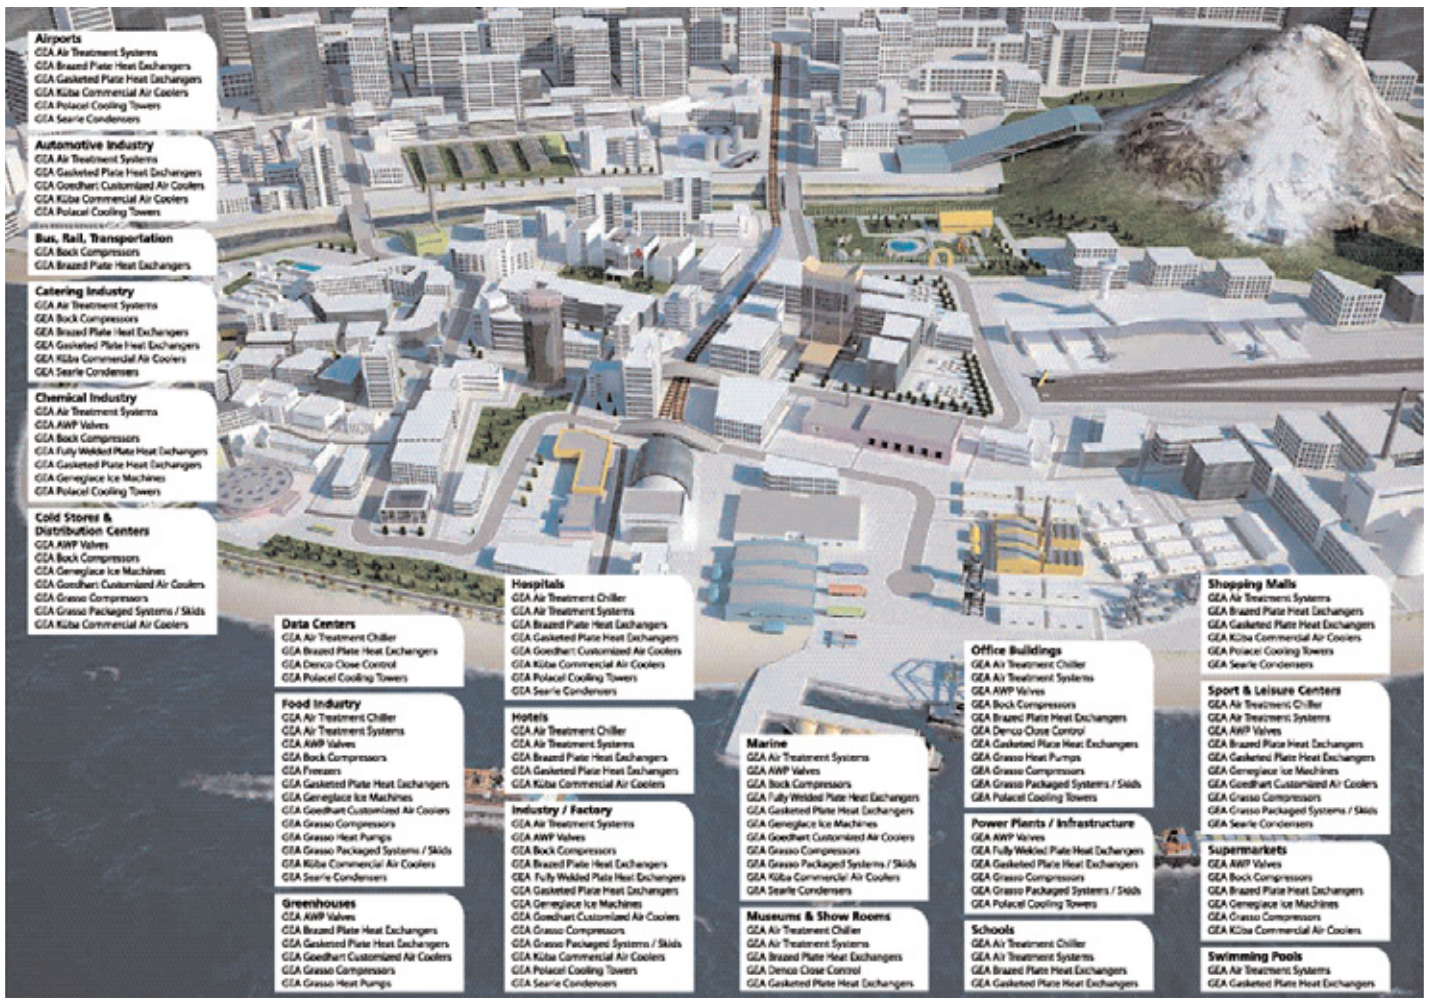 Airports
GEA Air Treatment Systems
GEA Brazed Plate Heat Exchangers
GEA Gasketed Plate Heat Exchangers
GEA Küba Commercial Air Coolers
GEA Polacel Cooling Towers
GEA Searle Condensers
Automotive Industry
GEA Air Treatment Systems
GEA Gasketed Plate Heat Exchangers
GEA Goedhart Customized Air Coolers
GEA Küba Commercial Air Coolers
GEA Polacel Cooling Towers
Bus, Rail, Transportation
GEA Bock Compressors
GEA Brazed Plate Heat Exchangers
Catering Industry
GEA Air Treatment Systems
GEA Bock Compressors
GEA Brazed Plate Heat Exchangers
GEA Gasketed Plate Heat Exchangers
GEA Küba Commercial Air Coolers
GEA Searle Condensers
Chemical Industry
GEA Air Treatment Systems
GEA AWP Valves
GEA Bock Compressors
GEA Fully Welded Plate Heat Exchangers
GEA Gasketed Plate Heat Exchangers
GEA Geneglace Ice Machines
GEA Polacel Cooling Towers
Cold Stores &
Distribution Centers
GEA AWP Valves
GEA Bock Compressors
GEA Geneglace Ice Machines
GEA Goedhart Customized Air Coolers
GEA Grasso Compressors
GEA Grasso Packaged Systems / Skids
GEA Küba Commercial Air Coolers
Data Centers
GEA Air Treatment Chiller
GEA Brazed Plate Heat Exchangers
GEA Denco Close Control
GEA Polacel Cooling Towers
Food Industry
GEA Air Treatment Chiller
GEA Air Treatment Systems
GEA AWP Valves
GEA Bock Compressors
GEA Freezers
GEA Gasketed Plate Heat Exchangers
GEA Geneglace Ice Machines
GEA Goedhart Customized Air Coolers
GEA Grasso Compressors
GEA Grasso Heat Pumps
GEA Grasso Packaged Systems / Skids
GEA Küba Commercial Air Coolers
GEA Searle Condensers
Greenhouses
GEA AWP Valves
GEA Brazed Plate Heat Exchangers
GEA Gasketed Plate Heat Exchangers
GEA Goedhart Customized Air Coolers
GEA Grasso Compressors
GEA Grasso Heat Pumps
Hospitals
GEA Air Treatment Chiller
GEA Air Treatment Systems
GEA Brazed Plate Heat Exchangers
GEA Gasketed Plate Heat Exchangers
GEA Goedhart Customized Air Coolers
GEA Küba Commercial Air Coolers
GEA Polacel Cooling Towers
GEA Searle Condensers
Hotels
GEA Air Treatment Chiller
GEA Air Treatment Systems
GEA Brazed Plate Heat Exchangers
GEA Gasketed Plate Heat Exchangers
GEA Küba Commercial Air Coolers
Industry / Factory
GEA Air Treatment Systems
GEA AWP Valves
GEA Bock Compressors
GEA Brazed Plate Heat Exchangers
GEA Fully Welded Plate Heat Exchangers
GEA Gasketed Plate Heat Exchangers
GEA Geneglace Ice Machines
GEA Goedhart Customized Air Coolers
GEA Grasso Compressors
GEA Grasso Packaged Systems / Skids
GEA Küba Commercial Air Coolers
GEA Polacel Cooling Towers
GEA Searle Condensers
Marine
GEA Air Treatment Systems
GEA AWP Valves
GEA Bock Compressors
GEA Fully Welded Plate Heat Exchangers
GEA Gasketed Plate Heat Exchangers
GEA Geneglace Ice Machines
GEA Goedhart Customized Air Coolers
GEA Grasso Compressors
GEA Grasso Packaged Systems / Skids
GEA Küba Commercial Air Coolers
GEA Searle Condensers
Museums & Show Rooms
GEA Air Treatment Chiller
GEA Air Treatment Systems
GEA Brazed Plate Heat Exchangers
GEA Denco Close Control
GEA Gasketed Plate Heat Exchangers
Office Buildings
GEA Air Treatment Chiller
GEA Air Treatment Systems
GEA AWP Valves
GEA Bock Compressors
GEA Brazed Plate Heat Exchangers
GEA Denco Close Control
GEA Gasketed Plate Heat Exchangers
GEA Grasso Heat Pumps
GEA Grasso Compressors
GEA Grasso Packaged Systems / Skids
GEA Polacel Cooling Towers
Power Plants / Infrastructure
GEA AWP Valves
GEA Fully Welded Plate Heat Exchangers
GEA Gasketed Plate Heat Exchangers
GEA Grasso Compressors
GEA Grasso Packaged Systems / Skids
GEA Polacel Cooling Towers
Schools
GEA Air Treatment Chiller
GEA Air Treatment Systems
GEA Brazed Plate Heat Exchangers
GEA Gasketed Plate Heat Exchangers
Shopping Malls
GEA Air Treatment Systems
GEA Brazed Plate Heat Exchangers
GEA Gasketed Plate Heat Exchangers
GEA Küba Commercial Air Coolers
GEA Polacel Cooling Towers
GEA Searle Condensers
Sport & Leisure Centers
GEA Air Treatment Chiller
GEA Air Treatment Systems
GEA AWP Valves
GEA Brazed Plate Heat Exchangers
GEA Gasketed Plate Heat Exchangers
GEA Geneglace Ice Machines
GEA Goedhart Customized Air Coolers
GEA Grasso Compressors
GEA Grasso Packaged Systems / Skids
GEA Searle Condensers
Supermarkets
GEA AWP Valves
GEA Bock Compressors
GEA Brazed Plate Heat Exchangers
GEA Geneglace Ice Machines
GEA Grasso Compressors
GEA Küba Commercial Air Coolers
Swimming Pools
GEA Air Treatment Systems
GEA Gasketed Plate Heat Exchangers